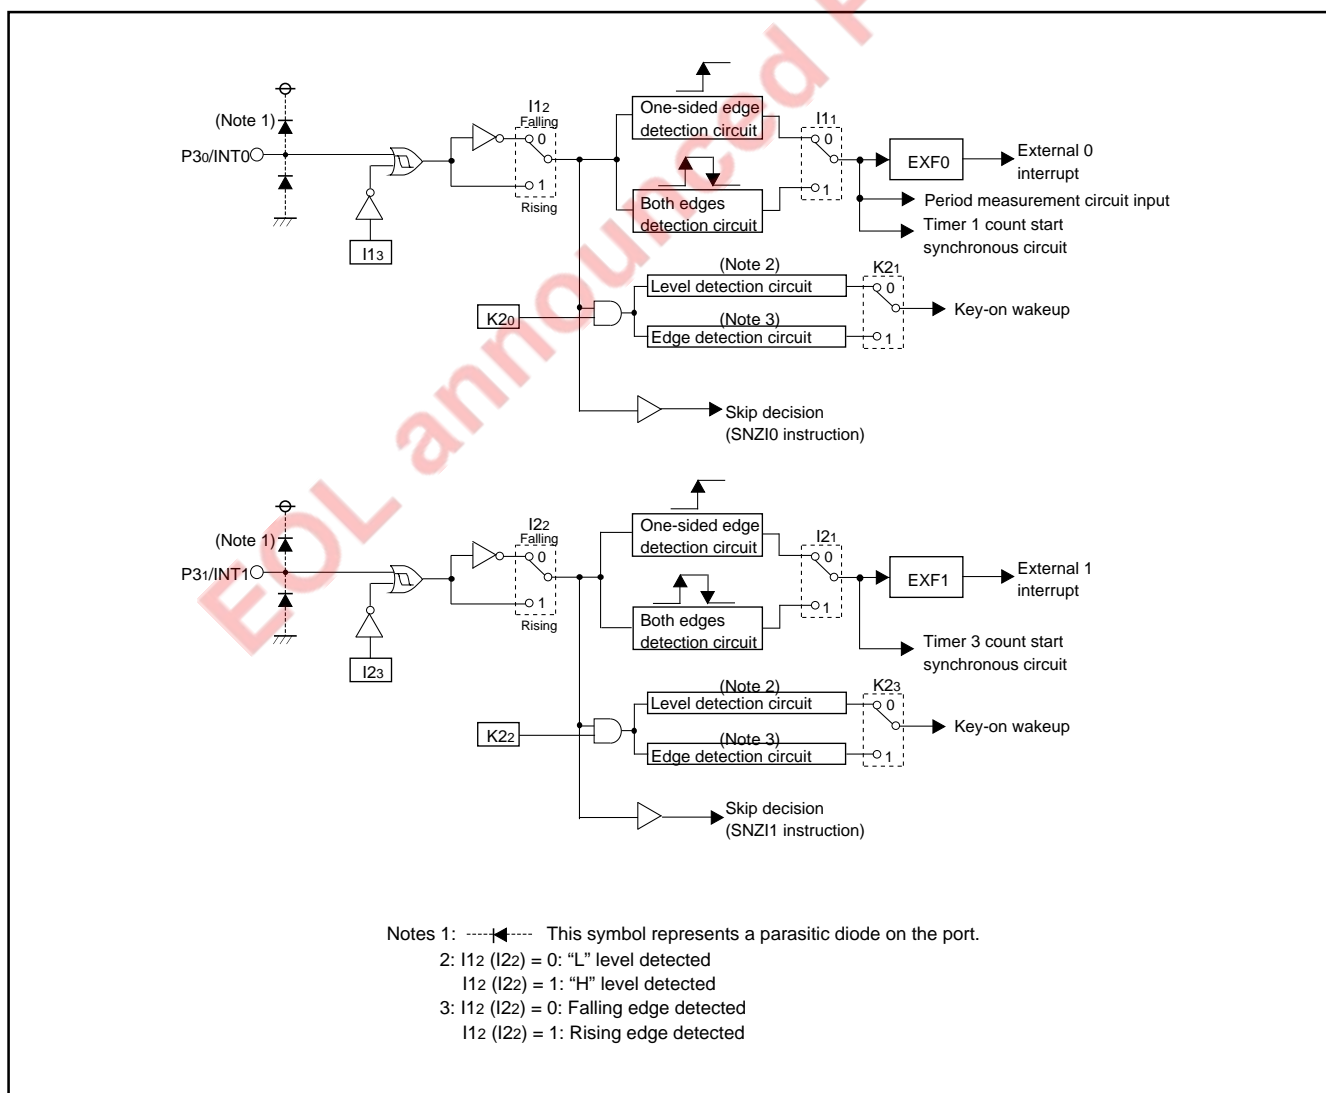 EOL announced
I12
Falling
One-sided edge
detection circuit
I11
(Note 1)
0
0
P30/INT0
EXF0
External 0
interrupt
1
Rising
Both edges
detection circuit
1
Period measurement circuit input
Timer 1 count start
synchronous circuit
I13
(Note 2)
K21
Level detection circuit
0
K20
Key-on wakeup
(Note 3)
Edge detection circuit
1
Skip decision
(SNZI0 instruction)
I22
Falling
One-sided edge
detection circuit
I21
(Note 1)
0
0
P31/INT1
EXF1
External 1
interrupt
1
Rising
Both edges
detection circuit
1
Timer 3 count start
synchronous circuit
I23
(Note 2)
K23
Level detection circuit
0
K22
Key-on wakeup
(Note 3)
Edge detection circuit
1
Skip decision
(SNZI1 instruction)
Notes 1: This symbol represents a parasitic diode on the port.
2: I12 (I22) = 0: “L” level detected
I12 (I22) = 1: “H” level detected
3: I12 (I22) = 0: Falling edge detected
I12 (I22) = 1: Rising edge detected